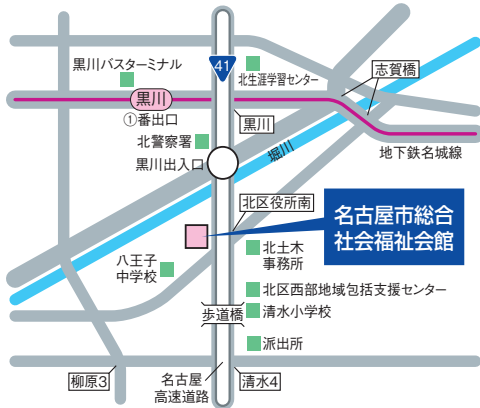 41
黒川バスターミナル
北生涯学習センター
志賀橋
黒川
①番出口
黒川
北警察署
堀川
地下鉄名城線
黒川出入口
北区役所南
名古屋市総合
社会福祉会館
八王子
中学校
北土木
事務所
北区西部地域包括支援センター
歩道橋
清水小学校
派出所
柳原3
名古屋
高速道路
清水4